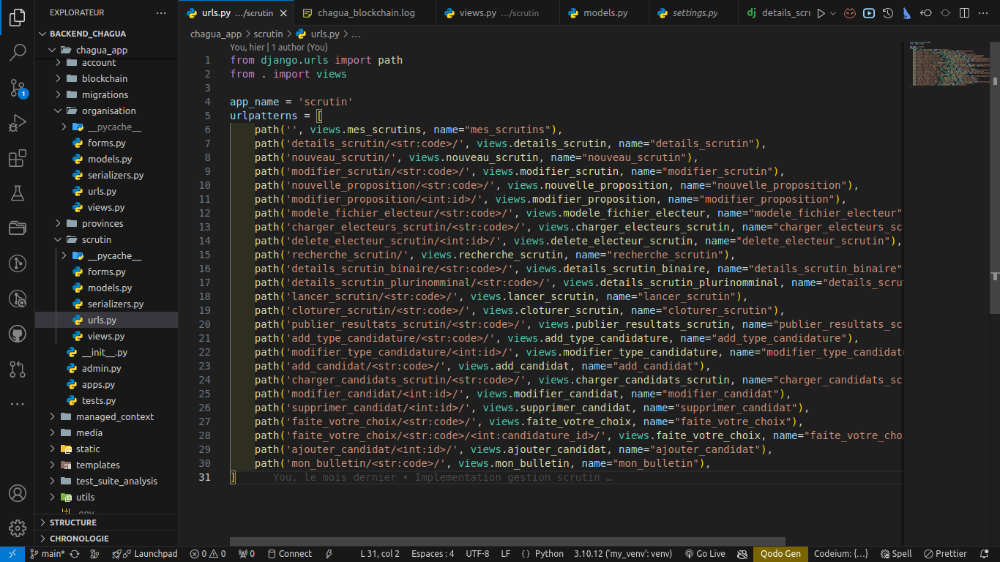 EXPLORATEUR ...
urls.py .../scrutin
chagua_blockchain.log
views.py .../scrutin
models.py
settings.py
details_scru
BACKEND_CHAGUA
chagua_app > scrutin > urls.py > ...
chagua_app
account
blockchain
migrations
organisation
__pycache__
forms.py
models.py
serializers.py
urls.py
views.py
provinces
scrutin
__pycache__
forms.py
models.py
serializers.py
urls.py
views.py
__init__.py
admin.py
apps.py
tests.py
managed_context
media
static
templates
test_suite_analysis
utils
.env
STRUCTURE
CHRONOLOGIE
1
You, hier | 1 author (You)
1 from django.urls import path
2 from . import views
3
4 app_name = 'scrutin'
5 urlpatterns = [
6 path('', views.mes_scrutins, name="mes_scrutins"),
7 path('details_scrutin/<str:code>/', views.details_scrutin, name="details_scrutin"),
8 path('nouveau_scrutin/', views.nouveau_scrutin, name="nouveau_scrutin"),
9 path('modifier_scrutin/<str:code>/', views.modifier_scrutin, name="modifier_scrutin"),
10 path('nouvelle_proposition/<str:code>/', views.nouvelle_proposition, name="nouvelle_proposition"),
11 path('modifier_proposition/<int:id>/', views.modifier_proposition, name="modifier_proposition"),
12 path('modele_fichier_electeur/<str:code>/', views.modele_fichier_electeur, name="modele_fichier_electeur"
13 path('charger_electeurs_scrutin/<str:code>/', views.charger_electeurs_scrutin, name="charger_electeurs_sc
14 path('delete_electeur_scrutin/<int:id>/', views.delete_electeur_scrutin, name="delete_electeur_scrutin"),
15 path('recherche_scrutin/', views.recherche_scrutin, name="recherche_scrutin"),
16 path('details_scrutin_binaire/<str:code>/', views.details_scrutin_binaire, name="details_scrutin_binaire"
17 path('details_scrutin_plurinomminal/<str:code>/', views.details_scrutin_plurinomminal, name="details_scru
18 path('lancer_scrutin/<str:code>/', views.lancer_scrutin, name="lancer_scrutin"),
19 path('cloturer_scrutin/<str:code>/', views.cloturer_scrutin, name="cloturer_scrutin"),
20 path('publier_resultats_scrutin/<str:code>/', views.publier_resultats_scrutin, name="publier_resultats_sc
21 path('add_type_candidature/<str:code>/', views.add_type_candidature, name="add_type_candidature"),
22 path('modifier_type_candidature/<int:id>/', views.modifier_type_candidature, name="modifier_type_candidatu
23 path('add_candidat/<str:code>/', views.add_candidat, name="add_candidat"),
24 path('charger_candidats_scrutin/<str:code>/', views.charger_candidats_scrutin, name="charger_candidats_sc
25 path('modifier_candidat/<int:id>/', views.modifier_candidat, name="modifier_candidat"),
26 path('supprimer_candidat/<int:id>/', views.supprimer_candidat, name="supprimer_candidat"),
27 path('faite_votre_choix/<str:code>/', views.faite_votre_choix, name="faite_votre_choix"),
28 path('faite_votre_choix/<str:code>/<int:candidature_id>/', views.faite_votre_choix, name="faite_votre_cho
29 path('ajouter_candidat/<int:id>/', views.ajouter_candidat, name="ajouter_candidat"),
30 path('mon_bulletin/<str:code>/', views.mon_bulletin, name="mon_bulletin"),
31 ] You, le mois dernier • Implementation gestion scrutin …
main* Launchpad 0 0 0 Connect L 31, col 2 Espaces : 4 UTF-8 LF {} Python 3.10.12 ('my_venv': venv) Go Live Qodo Gen Codeium: {...} Spell Prettier